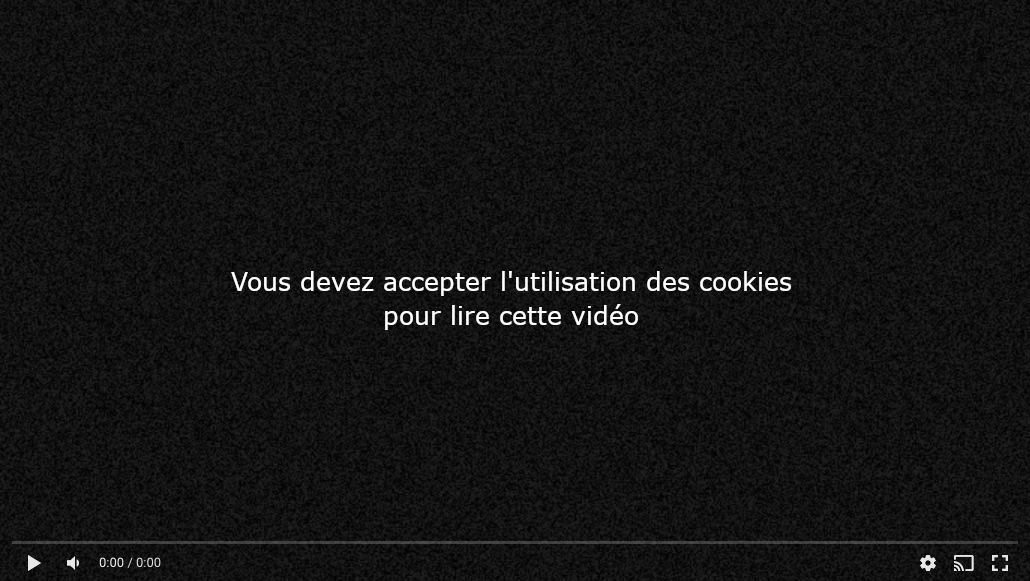 Vous devez accepter l'utilisation des cookies
pour lire cette vidéo
0:00 / 0:00